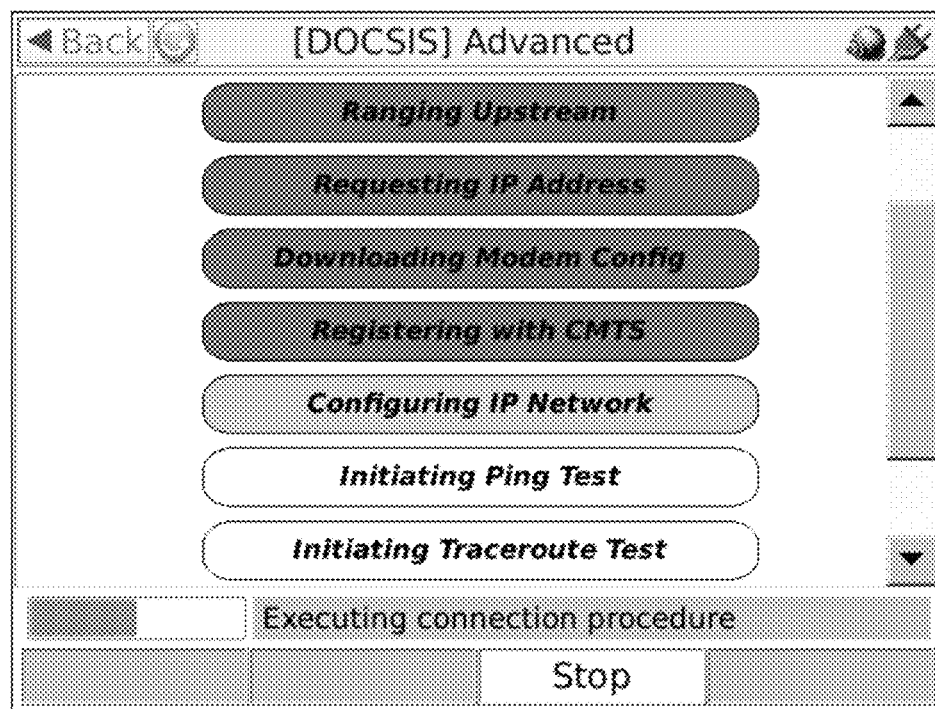 Back
[DOCSIS] Advanced
Ranging Upstream
Requesting IP Address
Downloading Modem Config
Registering with CMTS
Configuring IP Network
Initiating Ping Test
Initiating Traceroute Test
Executing connection procedure
Stop